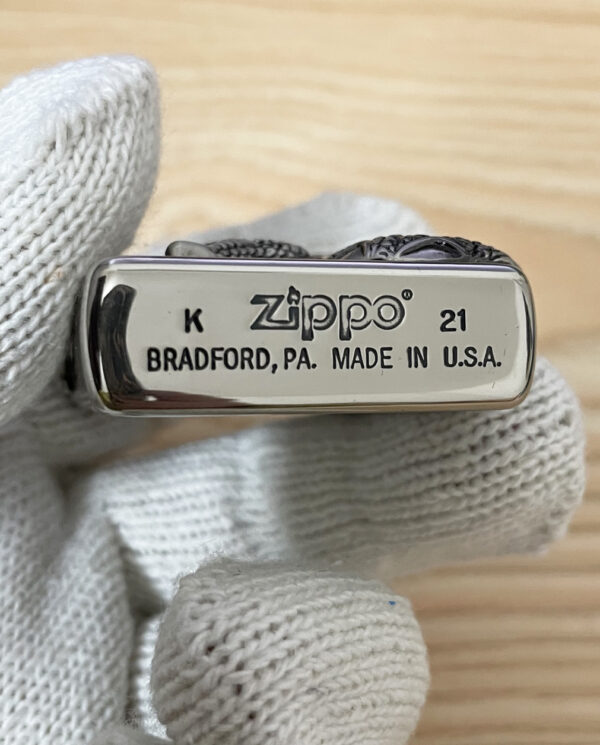 K Zippo® 21
BRADFORD, PA. MADE IN U.S.A.